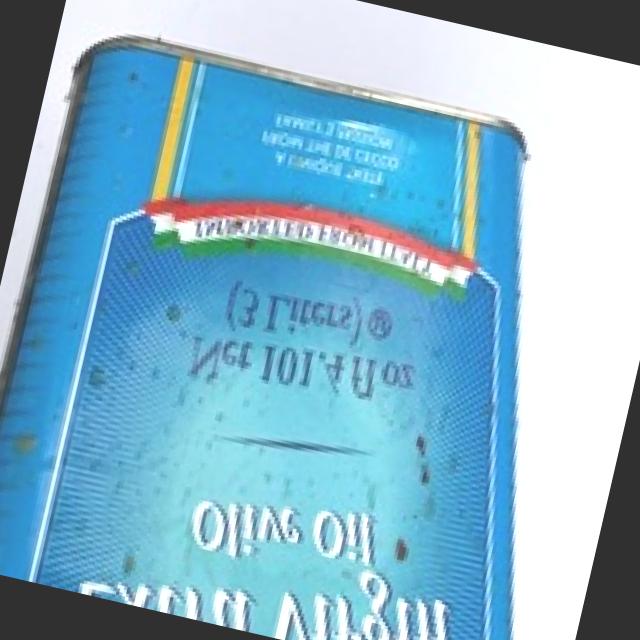 Extra Virgin
Olive Oil
Net 101.4 fl oz
(3 Liters)®
IMPORTED FROM ITALY